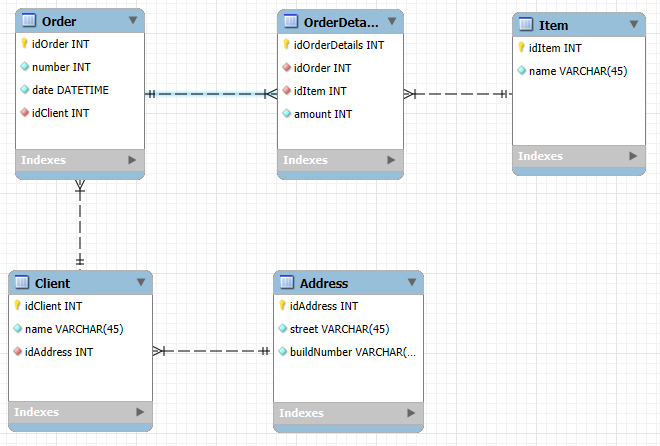 Order
idOrder INT
number INT
date DATETIME
idClient INT
Indexes
OrderDeta...
idOrderDetails INT
idOrder INT
idItem INT
amount INT
Indexes
Item
idItem INT
name VARCHAR(45)
Indexes
Client
idClient INT
name VARCHAR(45)
idAddress INT
Indexes
Address
idAddress INT
street VARCHAR(45)
buildNumber VARCHAR(...
Indexes